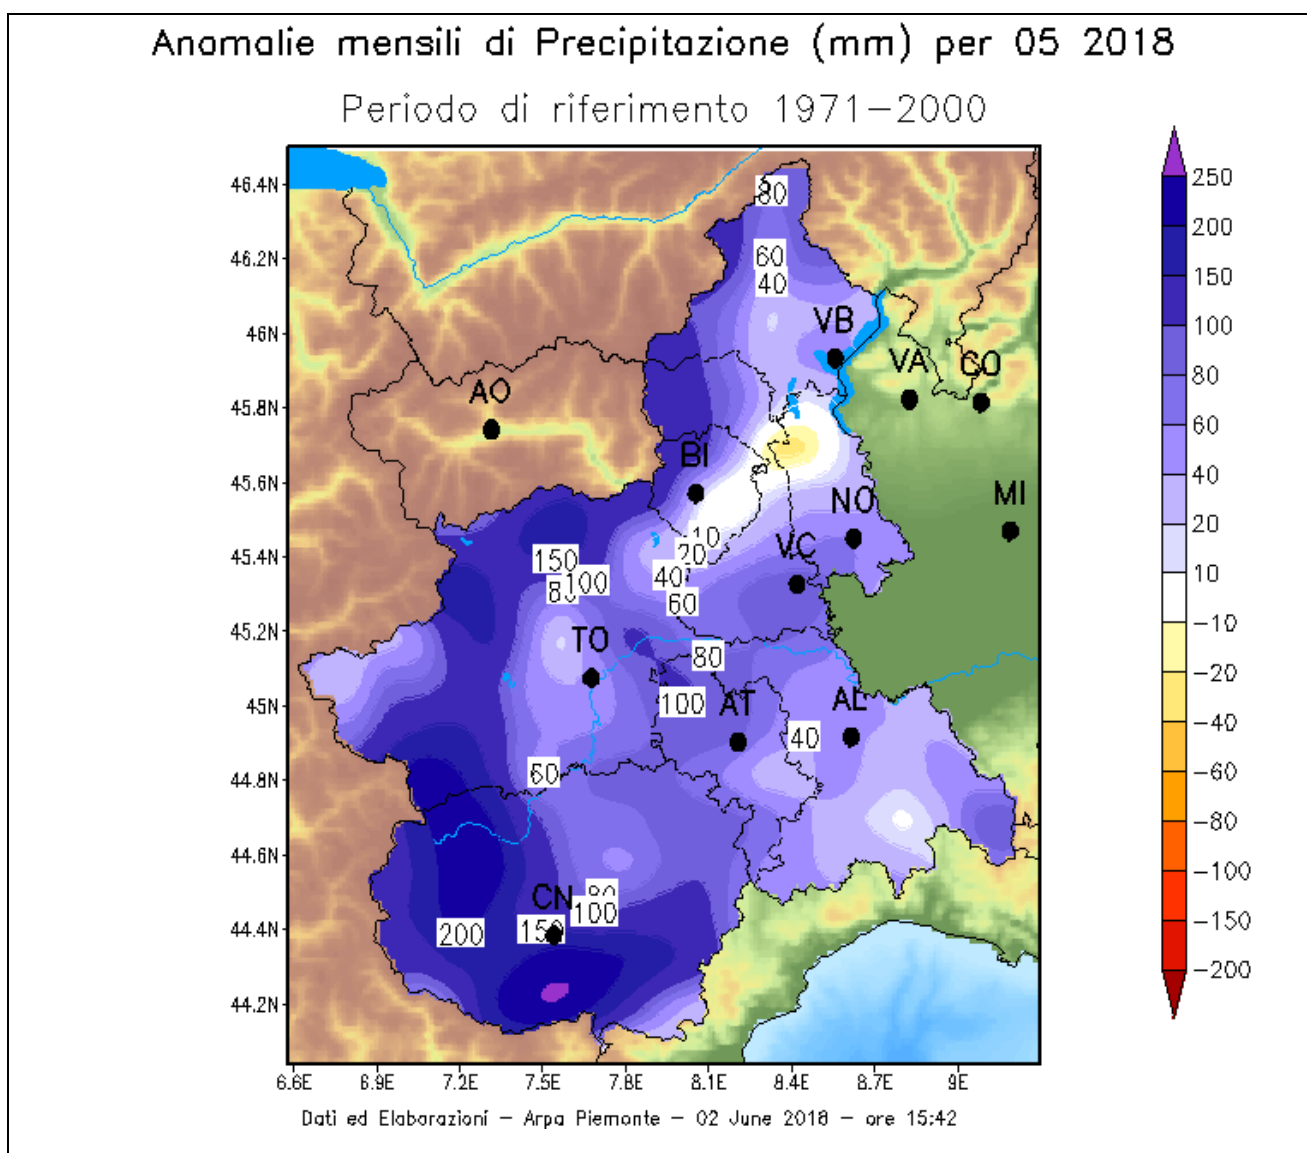 Anomalie mensili di Precipitazione (mm) per 05 2018
Periodo di riferimento 1971−2000
46.4N
46.2N
46N
45.8N
45.6N
45.4N
45.2N
45N
44.8N
44.6N
44.4N
44.2N
6.6E 6.9E 7.2E 7.5E 7.8E 8.1E 8.4E 8.7E 9E
80
60
40
VB
VA CO
AO
BI
NO MI
10
VC
20
150
100
80
40
60
TO
80
100
AT AL
40
60
CN
80
100
200
150
250
200
150
100
80
60
40
20
10
−10
−20
−40
−60
−80
−100
−150
−200
Dati ed Elaborazioni − Arpa Piemonte − 02 June 2018 − ore 15:42